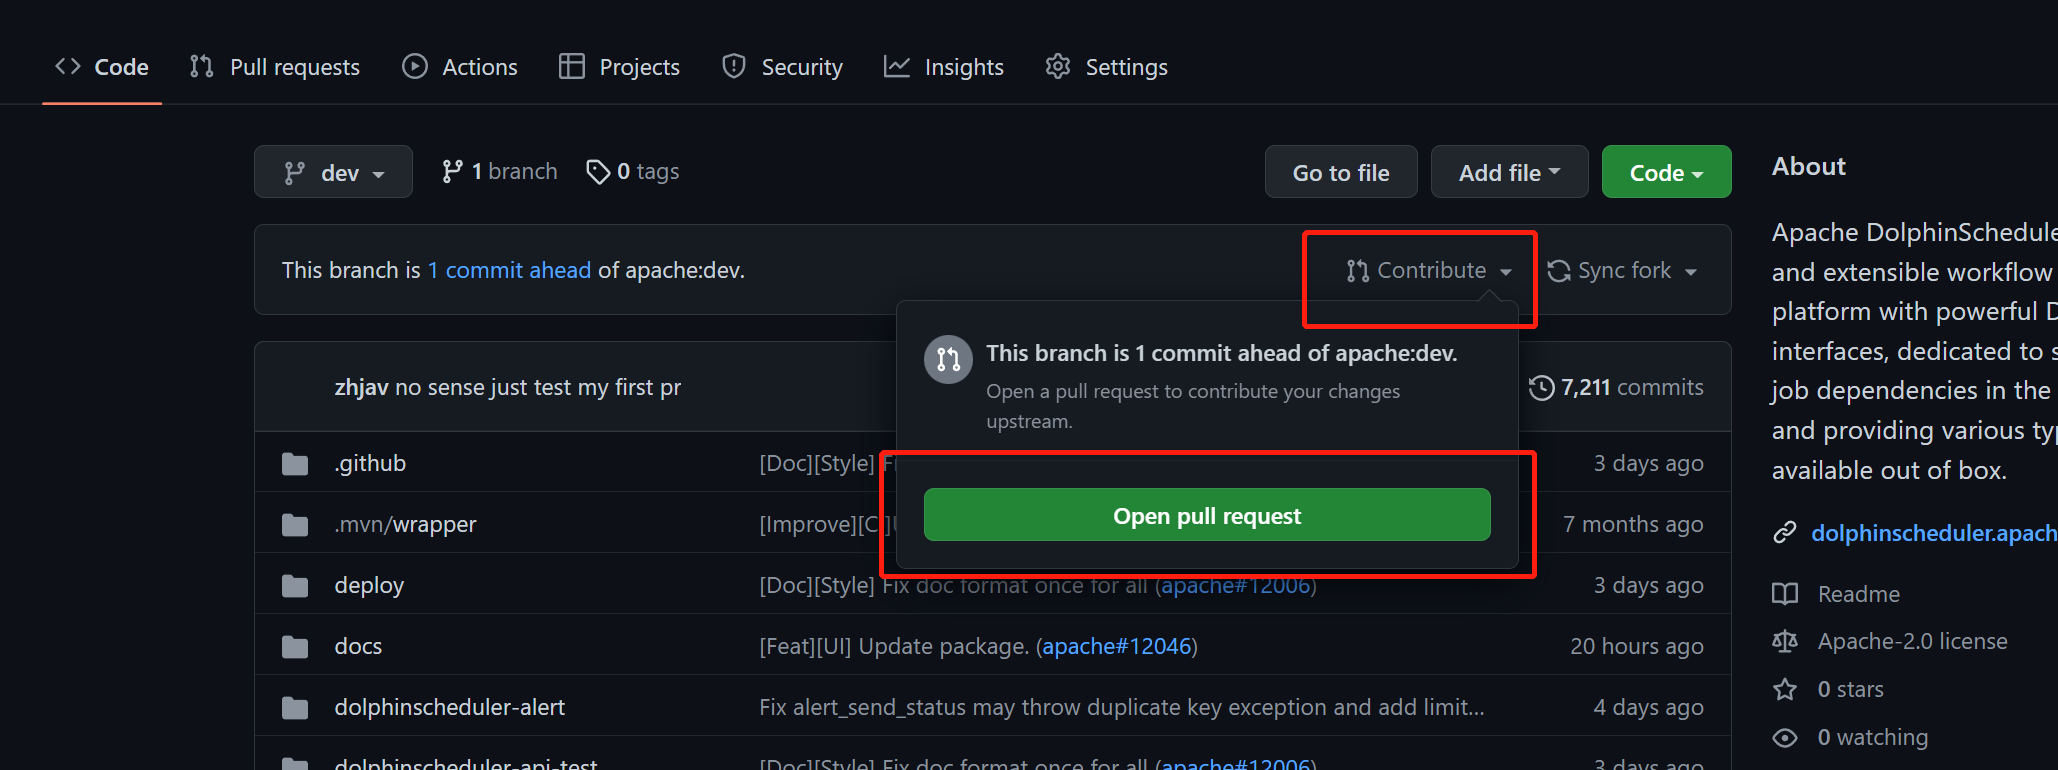 Code Pull requests Actions Projects Security Insights Settings
dev 1 branch 0 tags Go to file Add file Code
About
Apache DolphinSchedule
and extensible workflow
platform with powerful D
interfaces, dedicated to s
job dependencies in the
and providing various typ
available out of box.
dolphinscheduler.apach
Readme
Apache-2.0 license
0 stars
0 watching
This branch is 1 commit ahead of apache:dev. Contribute Sync fork
This branch is 1 commit ahead of apache:dev.
Open a pull request to contribute your changes
upstream.
Open pull request
zhjav no sense just test my first pr 7,211 commits
.github [Doc][Style] Fi 3 days ago
.mvn/wrapper [Improve][C 7 months ago
deploy [Doc][Style] Fix doc format once for all (apache#12006) 3 days ago
docs [Feat][UI] Update package. (apache#12046) 20 hours ago
dolphinscheduler-alert Fix alert_send_status may throw duplicate key exception and add limit... 4 days ago
dolphinscheduler-api-test [Doc][Style] Fix doc format once for all (apache#12006) 3 days ago